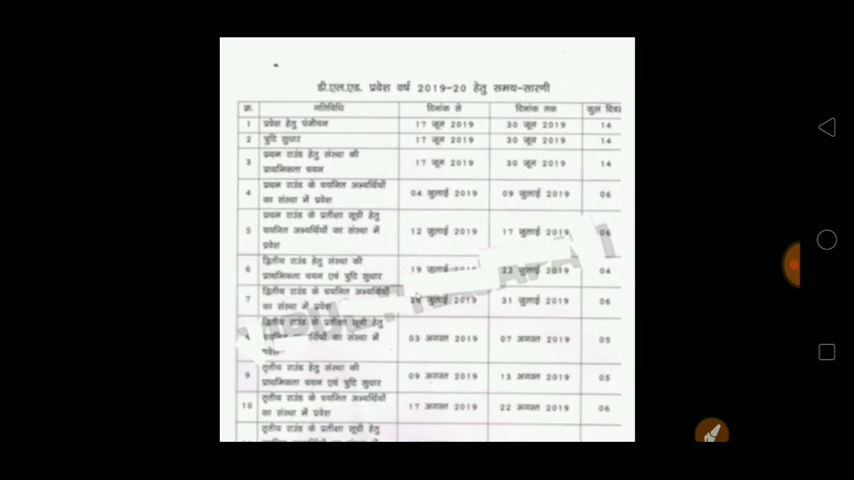 डी.एल.एड. प्रवेश वर्ष 2019-20 हेतु समय-सारणी
क्र. गतिविधि दिनांक से दिनांक तक कुल दिव
1 प्रवेश हेतु पंजीयन 17 जून 2019 30 जून 2019 14
2 त्रुटि सुधार 17 जून 2019 30 जून 2019 14
3 प्रथम राउंड हेतु संस्था की 17 जून 2019 30 जून 2019 14
प्राथमिकता चयन
4 प्रथम राउंड के चयनित अभ्यर्थियों 04 जुलाई 2019 09 जुलाई 2019 06
का संस्था में प्रवेश
5 प्रथम राउंड के प्रतीक्षा सूची हेतु 12 जुलाई 2019 17 जुलाई 2019 06
चयनित अभ्यर्थियों का संस्था में
प्रवेश
6 द्वितीय राउंड हेतु संस्था की 19 जुलाई 22 जुलाई 2019 04
प्राथमिकता चयन एवं त्रुटि सुधार
7 द्वितीय राउंड के चयनित अभ्यर्थियों जुलाई 2019 31 जुलाई 2019 06
का संस्था में प्रवेश
द्वितीय राउंड के प्रतीक्षा सूची हेतु 03 अगस्त 2019 07 अगस्त 2019 05
का संस्था में
9 तृतीय राउंड हेतु संस्था की 09 अगस्त 2019 13 अगस्त 2019 05
प्राथमिकता चयन एवं त्रुटि सुधार
10 तृतीय राउंड के चयनित अभ्यर्थियों 17 अगस्त 2019 22 अगस्त 2019 06
का संस्था में प्रवेश
तृतीय राउंड के प्रतीक्षा सूची हेतु